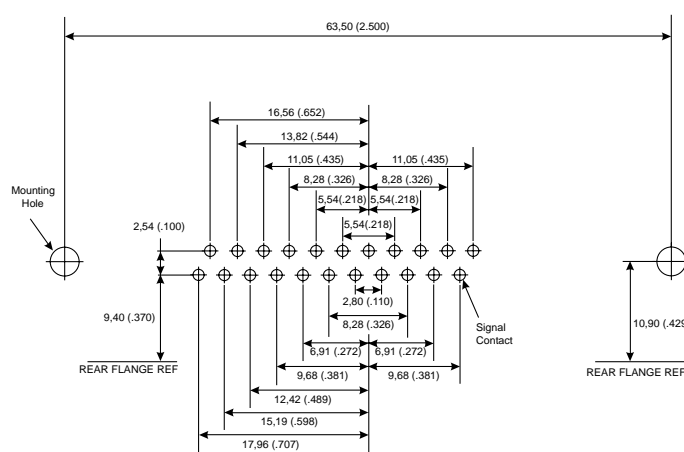 63,50 (2.500)
16,56 (.652)
13,82 (.544)
11,05 (.435) 11,05 (.435)
8,28 (.326) 8,28 (.326)
5,54(.218) 5,54(.218)
5,54(.218)
Mounting
Hole
2,54 (.100)
2,80 (.110)
9,40 (.370)
8,28 (.326)
Signal
Contact
10,90 (.429
6,91 (.272) 6,91 (.272)
REAR FLANGE REF
REAR FLANGE REF
9,68 (.381) 9,68 (.381)
12,42 (.489)
15,19 (.598)
17,96 (.707)